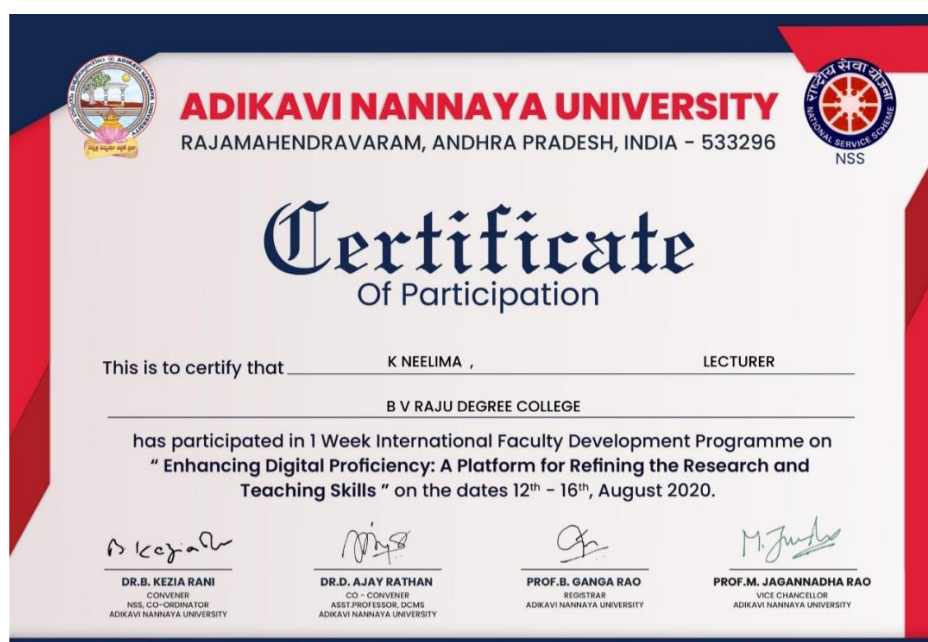 ADIKAVI NANNAYA UNIVERSITY
RAJAMAHENDRAVARAM, ANDHRA PRADESH, INDIA - 533296
राष्ट्रीय सेवा योजना
NATIONAL SERVICE SCHEME
NSS
Certificate
Of Participation
This is to certify that K NEELIMA , LECTURER
B V RAJU DEGREE COLLEGE
has participated in 1 Week International Faculty Development Programme on
“ Enhancing Digital Proficiency: A Platform for Refining the Research and
Teaching Skills ” on the dates 12th - 16th, August 2020.
DR.B. KEZIA RANI
CONVENER
NSS, CO-ORDINATOR
ADIKAVI NANNAYA UNIVERSITY
DR.D. AJAY RATHAN
CO - CONVENER
ASST.PROFESSOR, DCMS
ADIKAVI NANNAYA UNIVERSITY
PROF.B. GANGA RAO
REGISTRAR
ADIKAVI NANNAYA UNIVERSITY
PROF.M. JAGANNADHA RAO
VICE CHANCELLOR
ADIKAVI NANNAYA UNIVERSITY